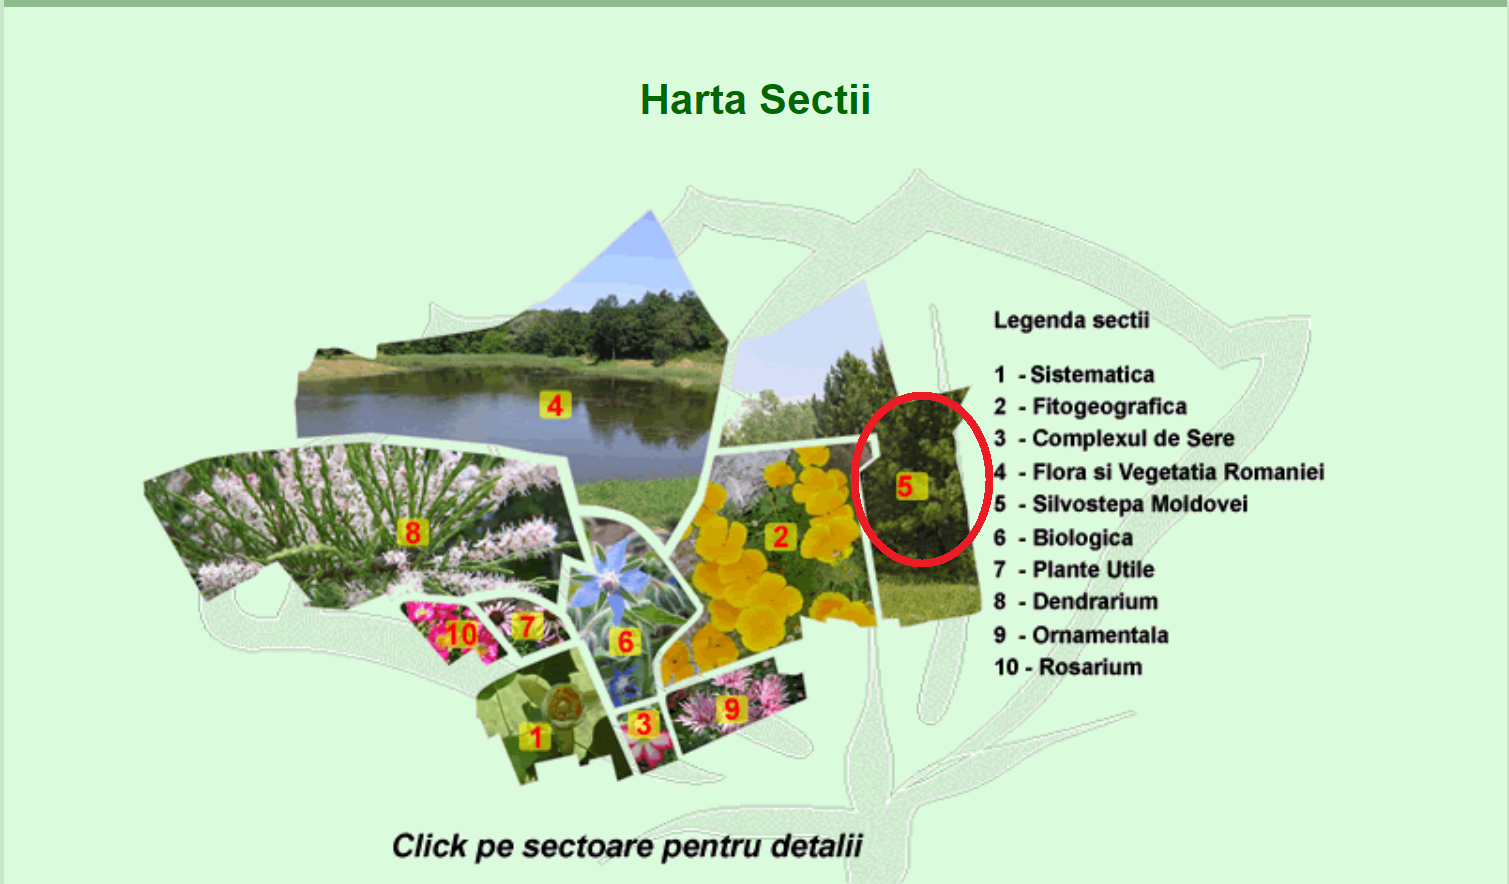 Harta Sectii
4
8
10
7
6
1
3
9
2
5
Legenda sectii
1 - Sistematica
2 - Fitogeografica
3 - Complexul de Sere
4 - Flora si Vegetatia Romaniei
5 - Silvostepa Moldovei
6 - Biologica
7 - Plante Utile
8 - Dendrarium
9 - Ornamentala
10 - Rosarium
Click pe sectoare pentru detalii